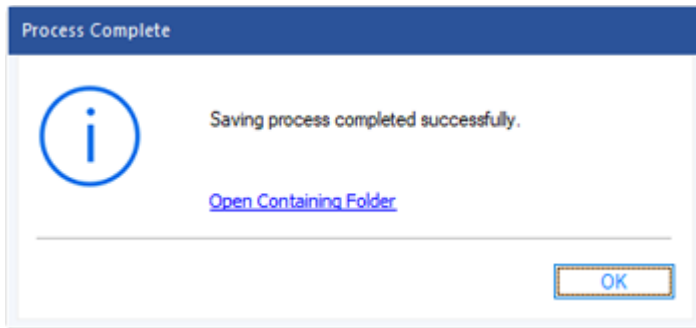 Process Complete
Saving process completed successfully.
Open Containing Folder
OK